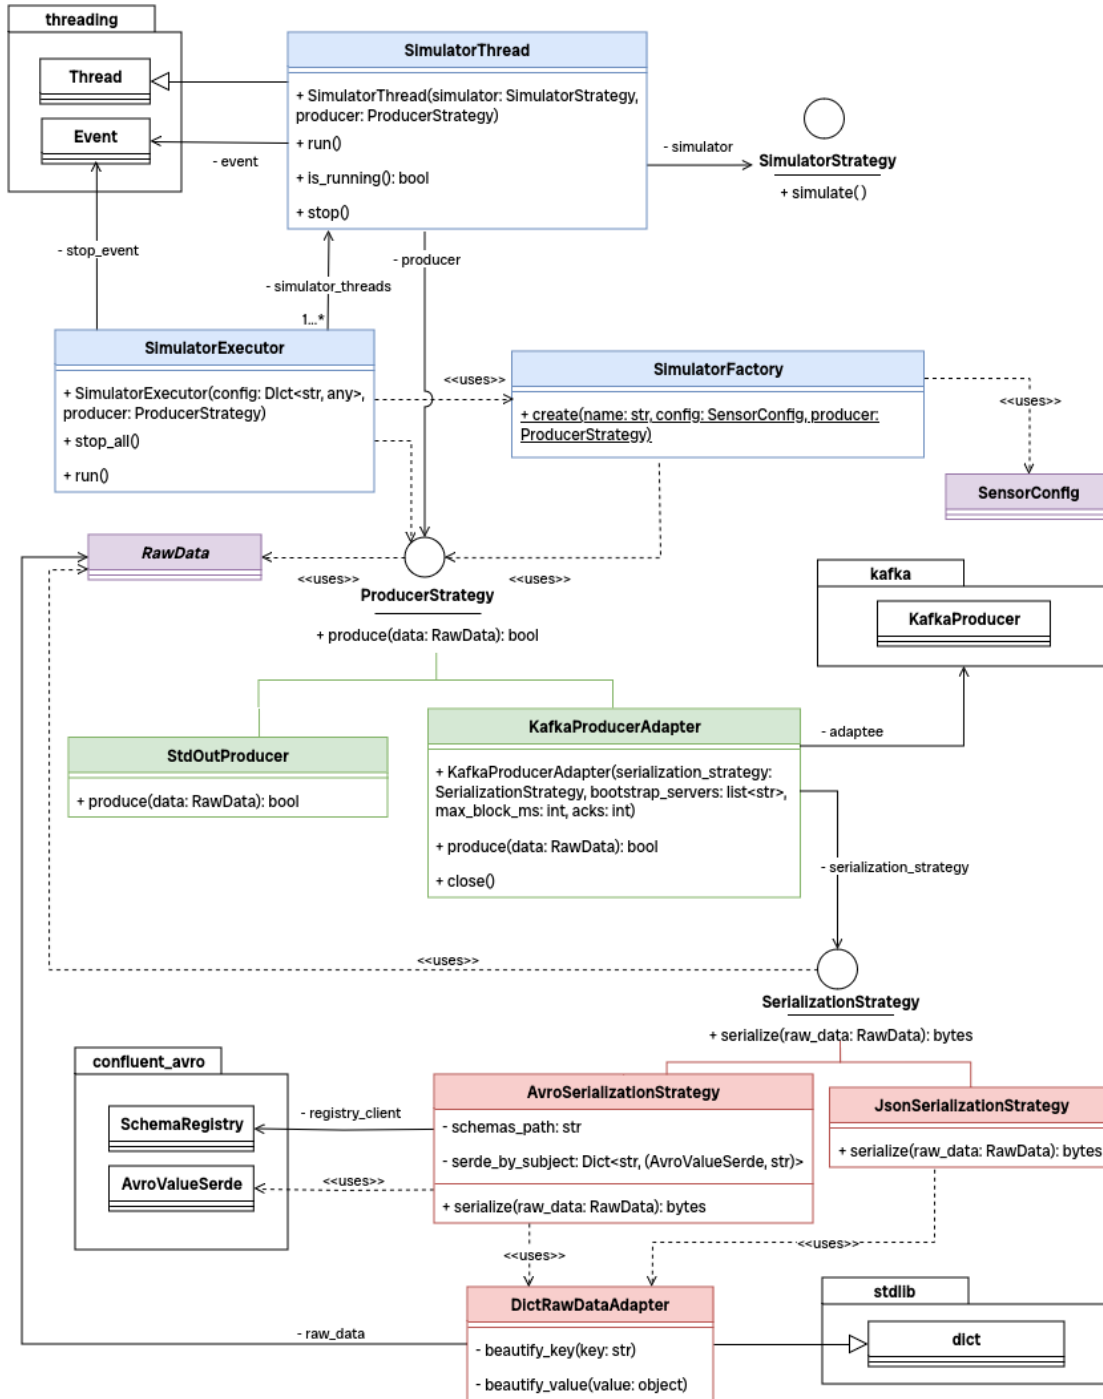 threading
Thread
Event
SimulatorThread
+ SimulatorThread(simulator: SimulatorStrategy,
producer: ProducerStrategy)
+ run()
+ is_running(): bool
+ stop()
- event
- simulator
SimulatorStrategy
+ simulate()
- stop_event
- producer
- simulator_threads
1...*
SimulatorExecutor
+ SimulatorExecutor(config: Dict<str, any>,
producer: ProducerStrategy)
+ stop_all()
+ run()
<<uses>>
SimulatorFactory
+ create(name: str, config: SensorConfig, producer:
ProducerStrategy)
<<uses>>
SensorConfig
RawData
<<uses>>
<<uses>>
ProducerStrategy
+ produce(data: RawData): bool
kafka
KafkaProducer
StdOutProducer
+ produce(data: RawData): bool
KafkaProducerAdapter
+ KafkaProducerAdapter(serialization_strategy:
SerializationStrategy, bootstrap_servers: list<str>,
max_block_ms: int, acks: int)
+ produce(data: RawData): bool
+ close()
- adaptee
- serialization_strategy
<<uses>>
SerializationStrategy
+ serialize(raw_data: RawData): bytes
confluent_avro
SchemaRegistry
AvroValueSerde
- registry_client
<<uses>>
AvroSerializationStrategy
- schemas_path: str
- serde_by_subject: Dict<str, (AvroValueSerde, str)>
+ serialize(raw_data: RawData): bytes
JsonSerializationStrategy
+ serialize(raw_data: RawData): bytes
<<uses>>
<<uses>>
DictRawDataAdapter
- beautify_key(key: str)
- beautify_value(value: object)
- raw_data
stdlib
dict